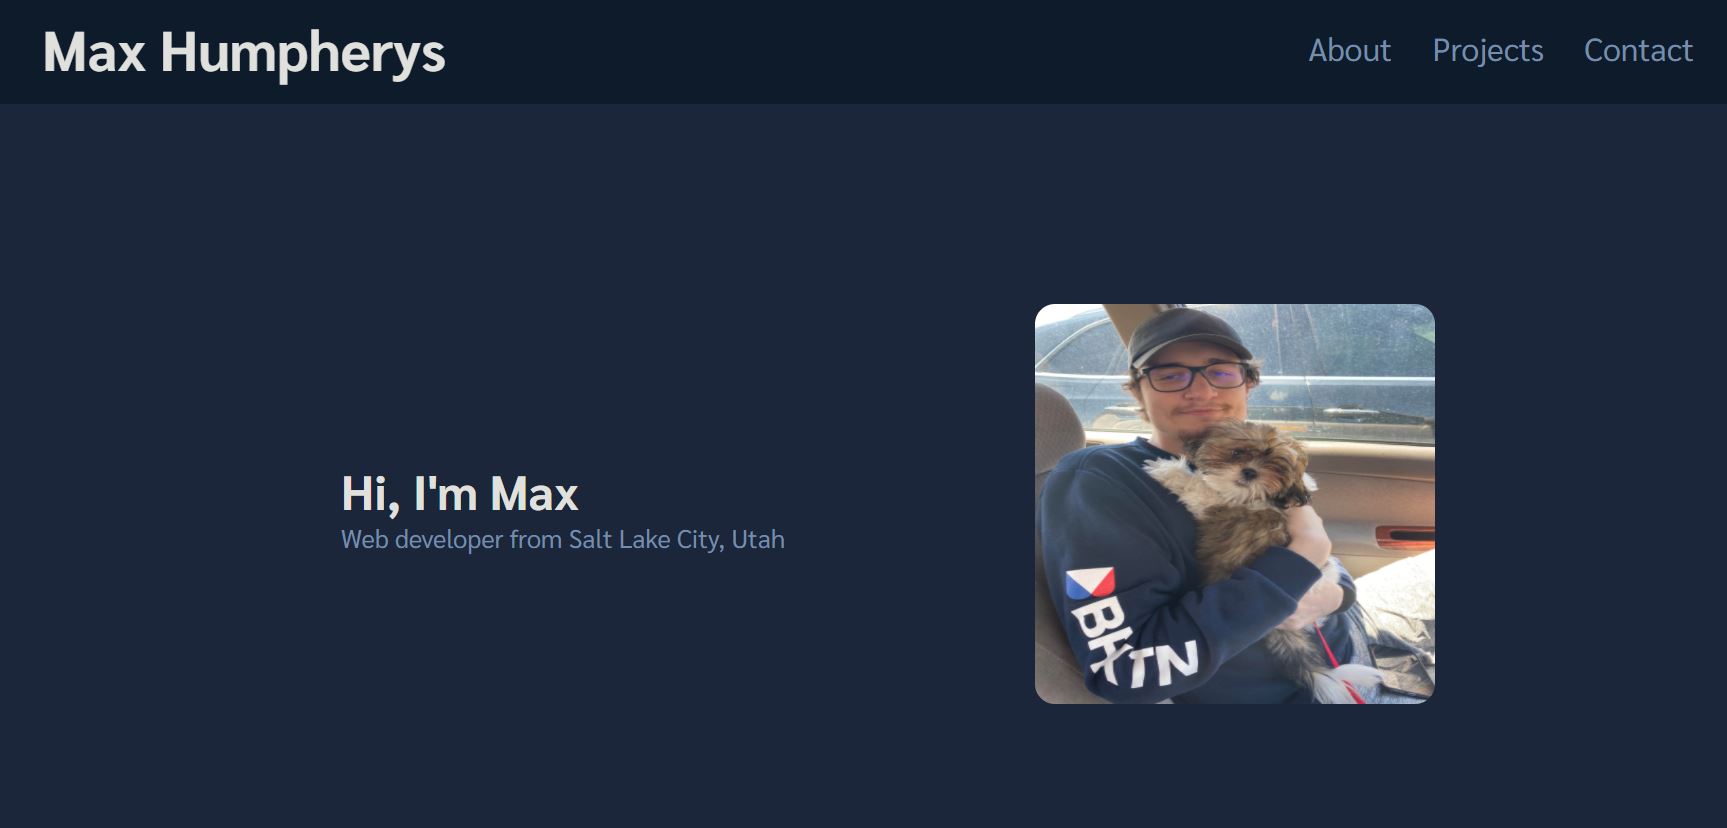 Max Humpherys
About Projects Contact
Hi, I'm Max
Web developer from Salt Lake City, Utah
BKTN